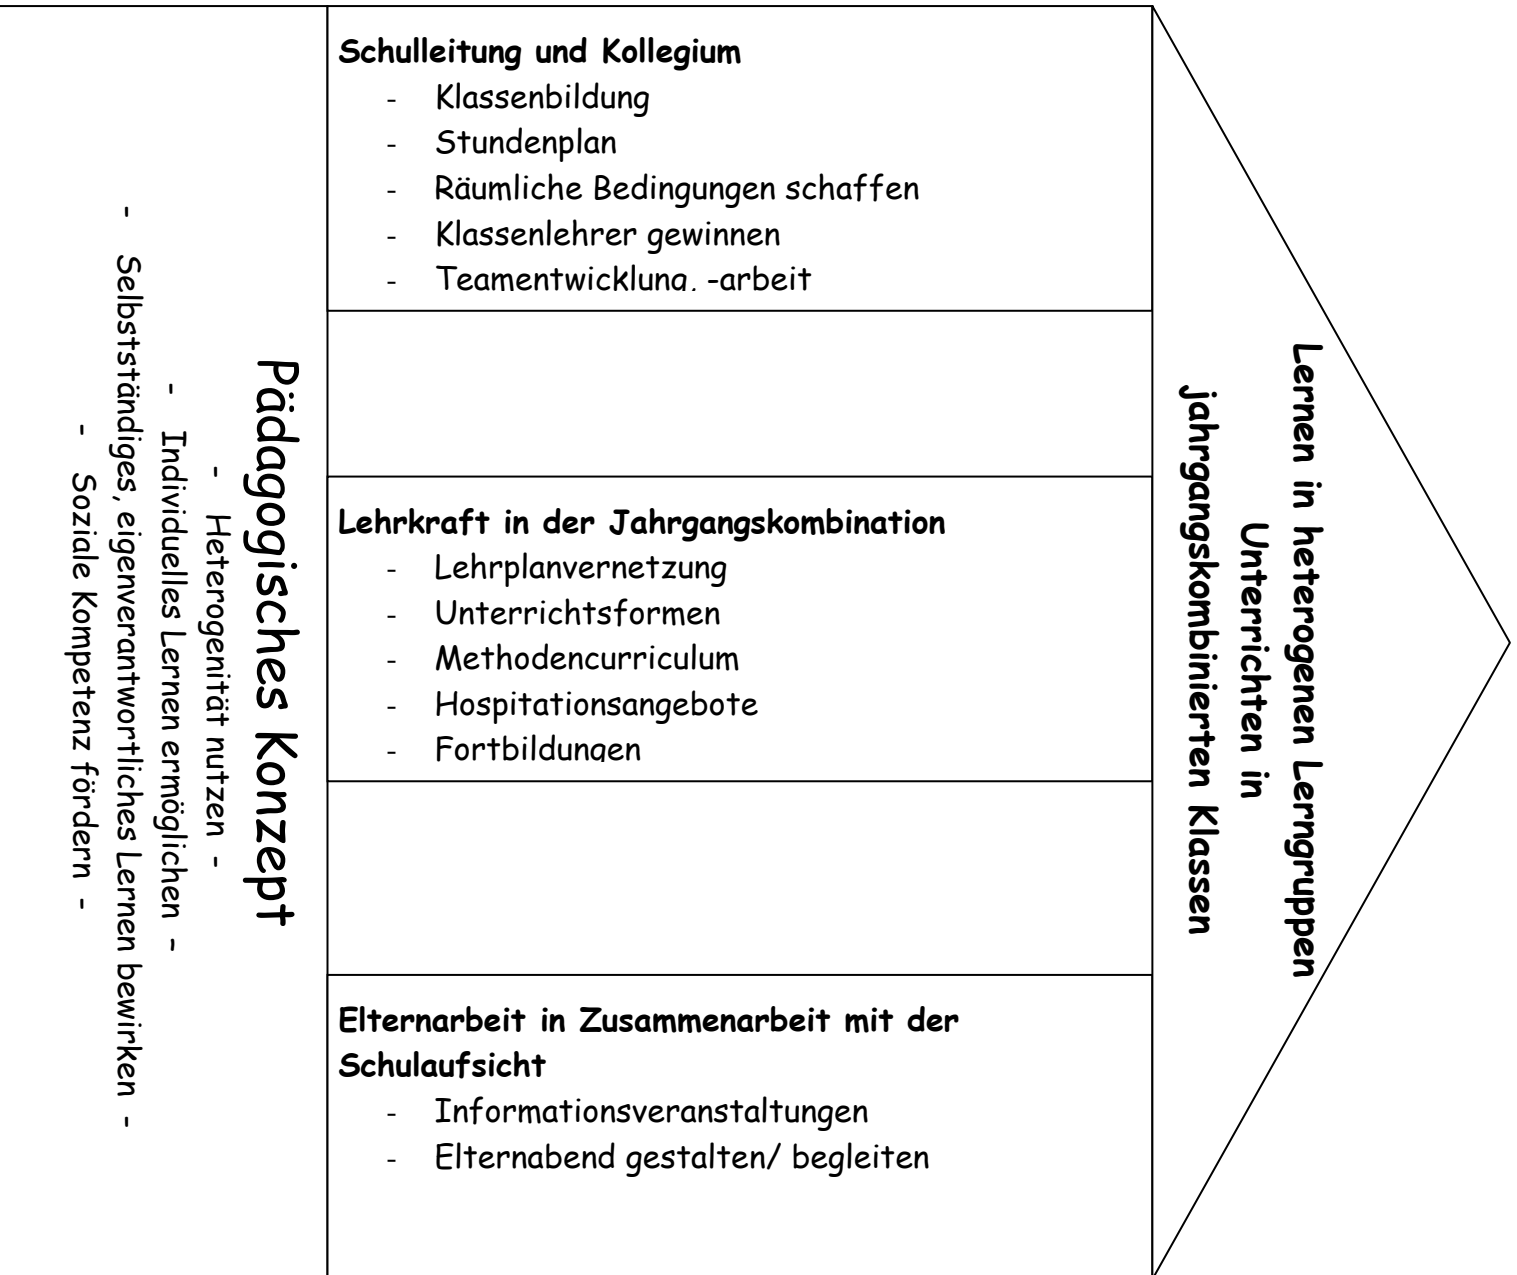 Pädagogisches Konzept
- Heterogenität nutzen -
- Individuelles Lernen ermöglichen -
- Selbstständiges, eigenverantwortliches Lernen bewirken -
- Soziale Kompetenz fördern -
Schulleitung und Kollegium
- Klassenbildung
- Stundenplan
- Räumliche Bedingungen schaffen
- Klassenlehrer gewinnen
- Teamentwicklung, -arbeit
Lehrkraft in der Jahrgangskombination
- Lehrplanvernetzung
- Unterrichtsformen
- Methodencurriculum
- Hospitationsangebote
- Fortbildungen
Elternarbeit in Zusammenarbeit mit der
Schulaufsicht
- Informationsveranstaltungen
- Elternabend gestalten/ begleiten
Lernen in heterogenen Lerngruppen
Unterrichten in
jahrgangskombinierten Klassen